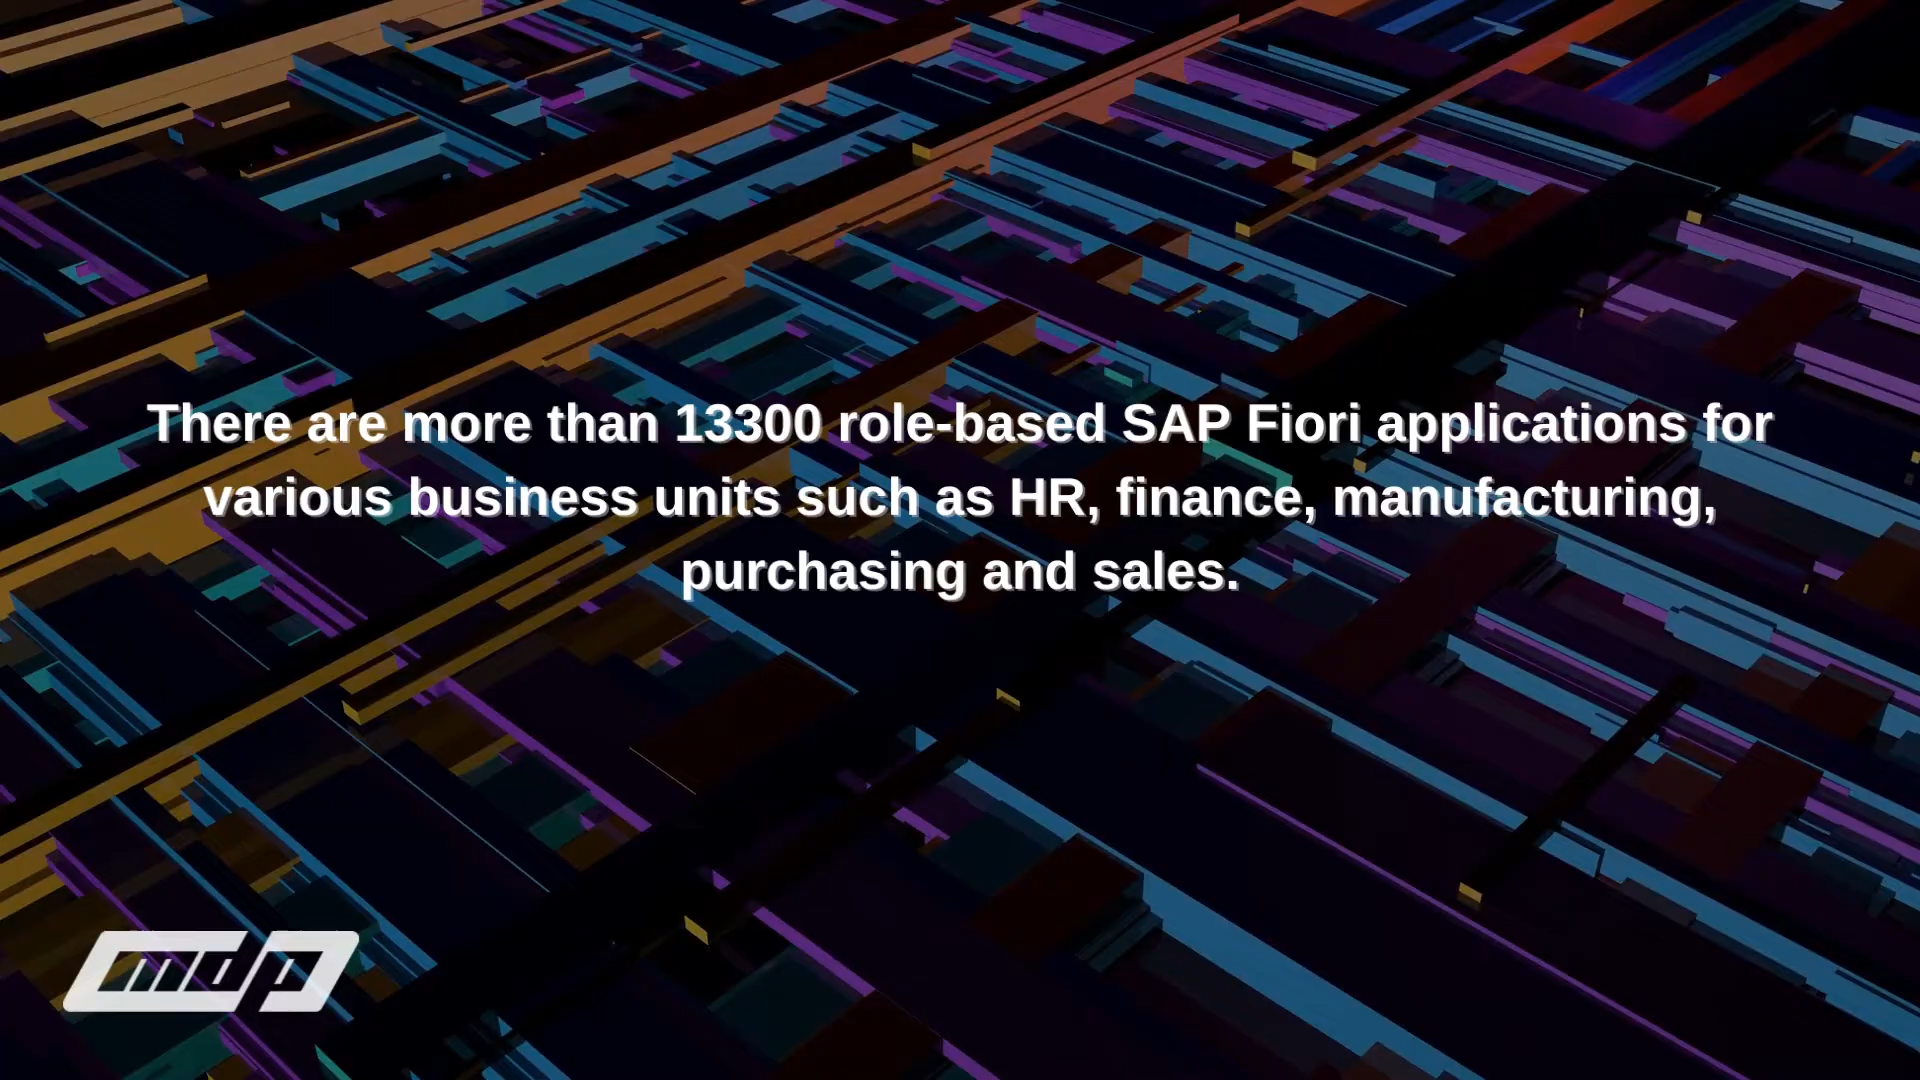 There are more than 13300 role-based SAP Fiori applications for
various business units such as HR, finance, manufacturing,
purchasing and sales.
mdp